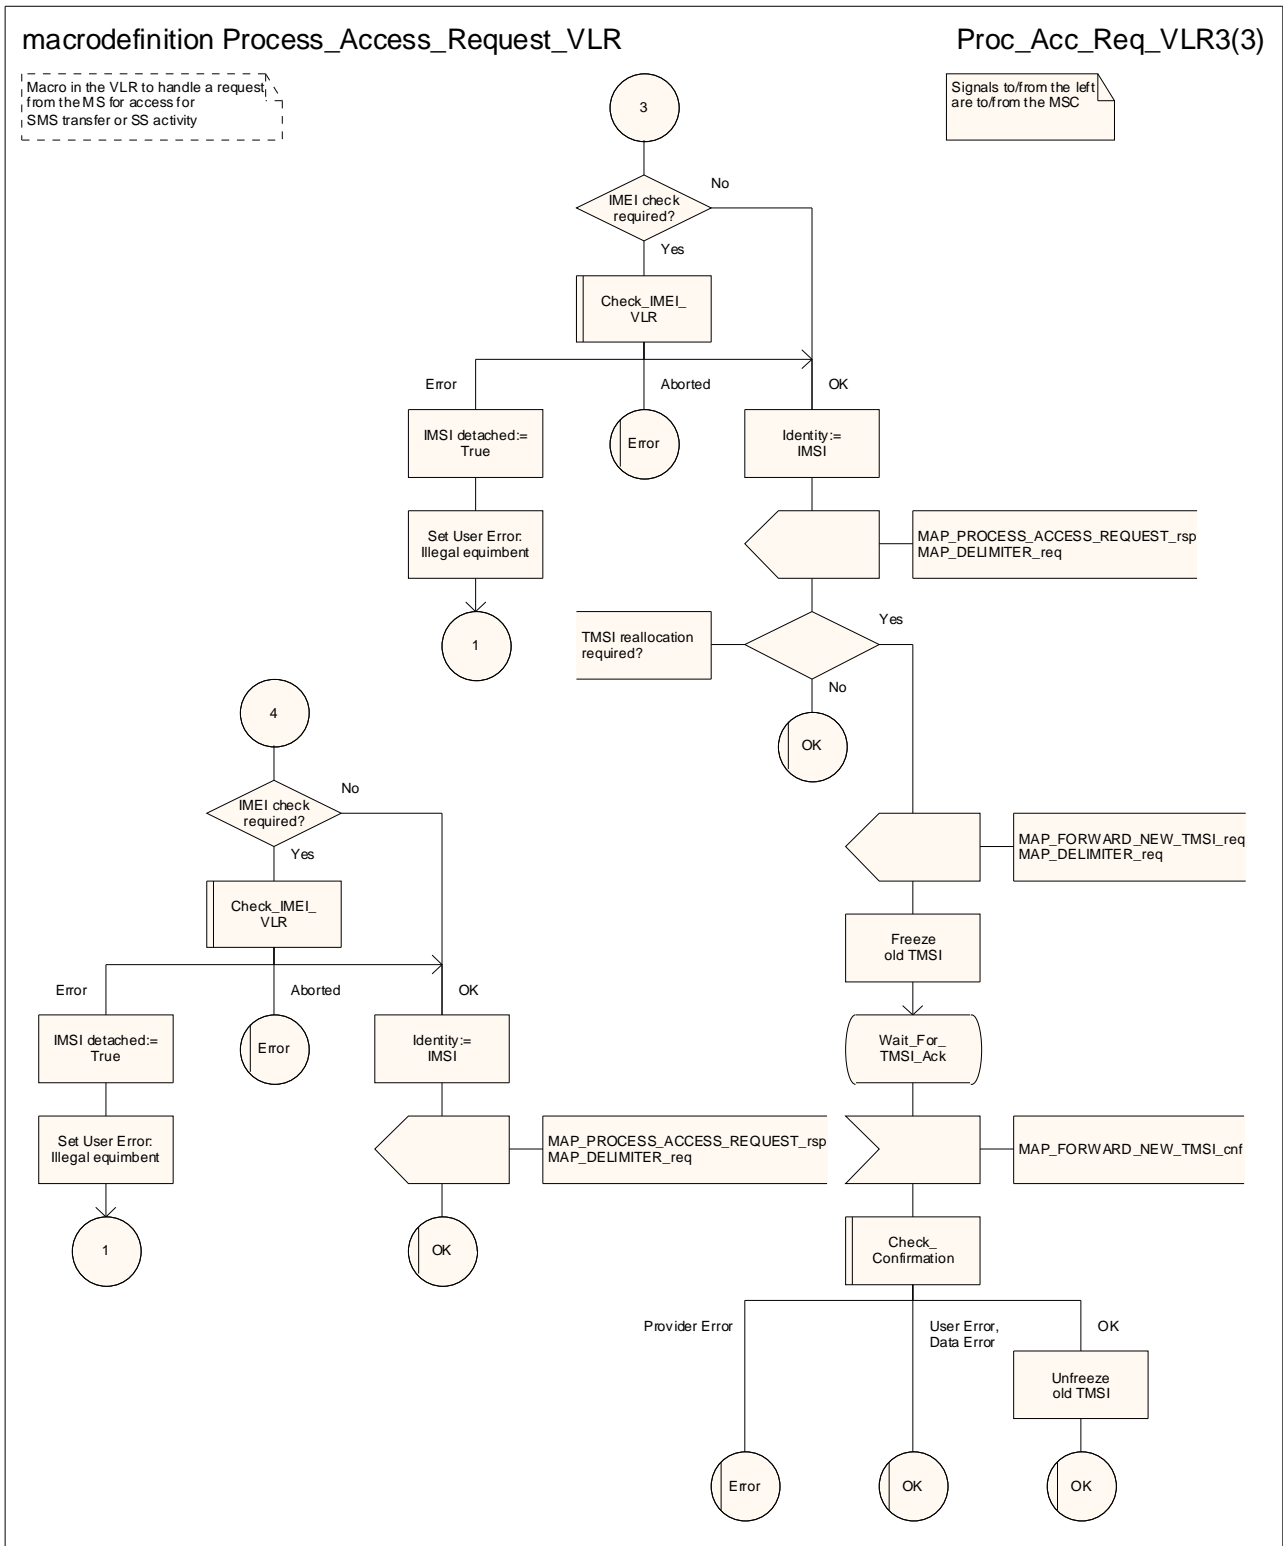 macrodefinition Process_Access_Request_VLR
Proc_Acc_Req_VLR3(3)
Macro in the VLR to handle a request
from the MS for access for
SMS transfer or SS activity
Signals to/from the left
are to/from the MSC
3
IMEI check
required?
No
Yes
Check_IMEI_
VLR
Error
Aborted
OK
IMSI detached:=
True
Error
Identity:=
IMSI
Set User Error:
Illegal equimbent
MAP_PROCESS_ACCESS_REQUEST_rsp
MAP_DELIMITER_req
1
TMSI reallocation
required?
Yes
No
OK
4
IMEI check
required?
No
Yes
Check_IMEI_
VLR
MAP_FORWARD_NEW_TMSI_req
MAP_DELIMITER_req
Freeze
old TMSI
Error
Aborted
OK
IMSI detached:=
True
Error
Identity:=
IMSI
Wait_For_
TMSI_Ack
Set User Error:
Illegal equimbent
MAP_PROCESS_ACCESS_REQUEST_rsp
MAP_DELIMITER_req
MAP_FORWARD_NEW_TMSI_cnf
1
OK
Check_
Confirmation
Provider Error
User Error,
Data Error
OK
Unfreeze
old TMSI
Error
OK
OK